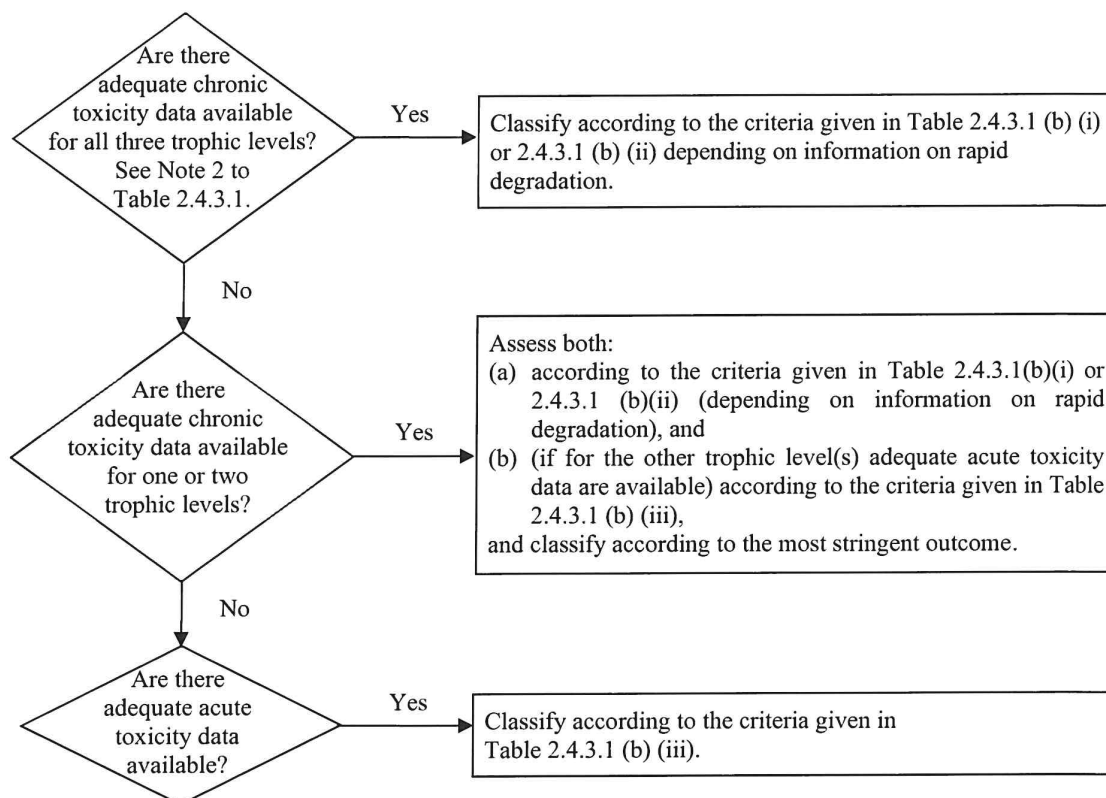 Are there
adequate chronic
toxicity data available
for all three trophic levels?
See Note 2 to
Table 2.4.3.1.
Yes
Classify according to the criteria given in Table 2.4.3.1 (b) (i)
or 2.4.3.1 (b) (ii) depending on information on rapid
degradation.
No
Are there
adequate chronic
toxicity data available
for one or two
trophic levels?
Yes
Assess both:
(a) according to the criteria given in Table 2.4.3.1(b)(i) or
2.4.3.1 (b)(ii) (depending on information on rapid
degradation), and
(b) (if for the other trophic level(s) adequate acute toxicity
data are available) according to the criteria given in Table
2.4.3.1 (b) (iii),
and classify according to the most stringent outcome.
No
Are there
adequate acute
toxicity data
available?
Yes
Classify according to the criteria given in
Table 2.4.3.1 (b) (iii).